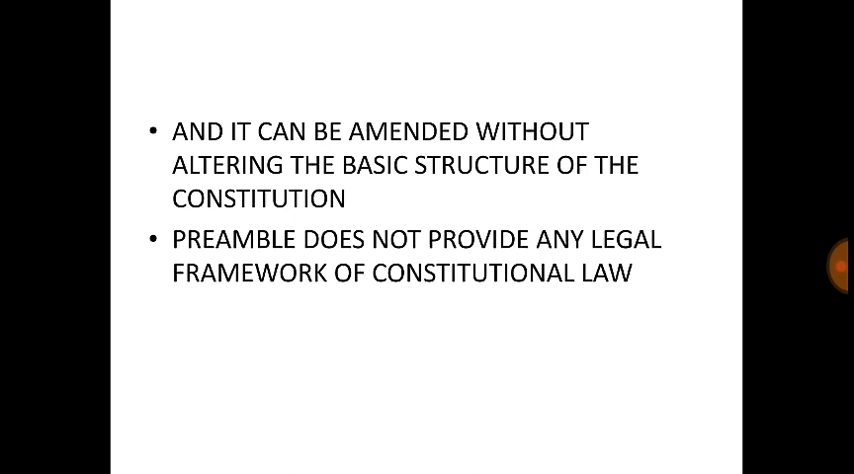 • AND IT CAN BE AMENDED WITHOUT
ALTERING THE BASIC STRUCTURE OF THE
CONSTITUTION
• PREAMBLE DOES NOT PROVIDE ANY LEGAL
FRAMEWORK OF CONSTITUTIONAL LAW